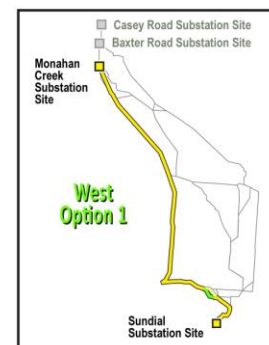 Casey Road Substation Site
Baxter Road Substation Site
Monahan
Creek
Substation
Site
West
Option 1
Sundial
Substation Site